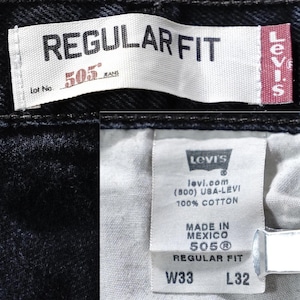 REGULAR FIT
Lot No. 505® JEANS
Levi's®
LEVI'S
levi.com
(800) USA-LEVI
100% COTTON
MADE IN
MEXICO
505®
REGULAR FIT
W33 L32